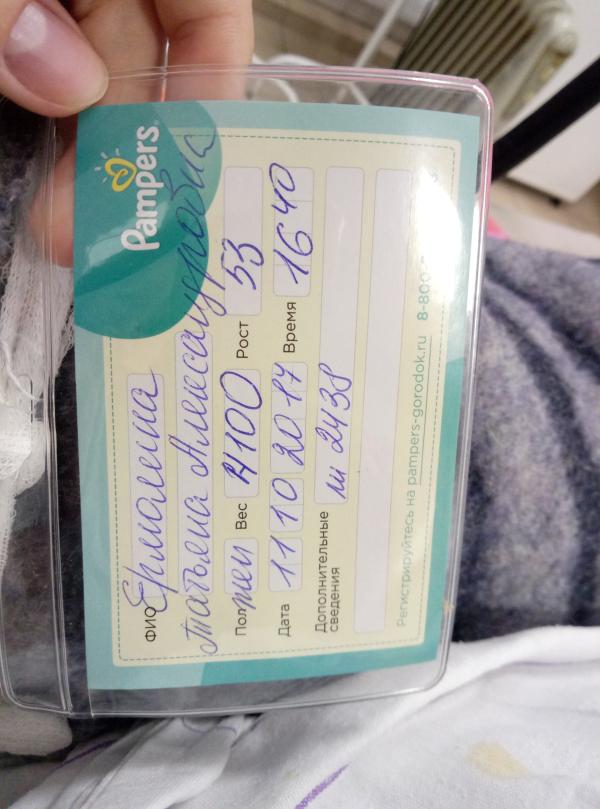 Pampers
ФИО Ермолина
Татьяна Александровна
Пол жен Вес 4100 Рост 53
Дата 11 10 2017 Время 16 40
Дополнительные
сведения ли 2438
Регистрируйтесь на pampers-gorodok.ru 8-800